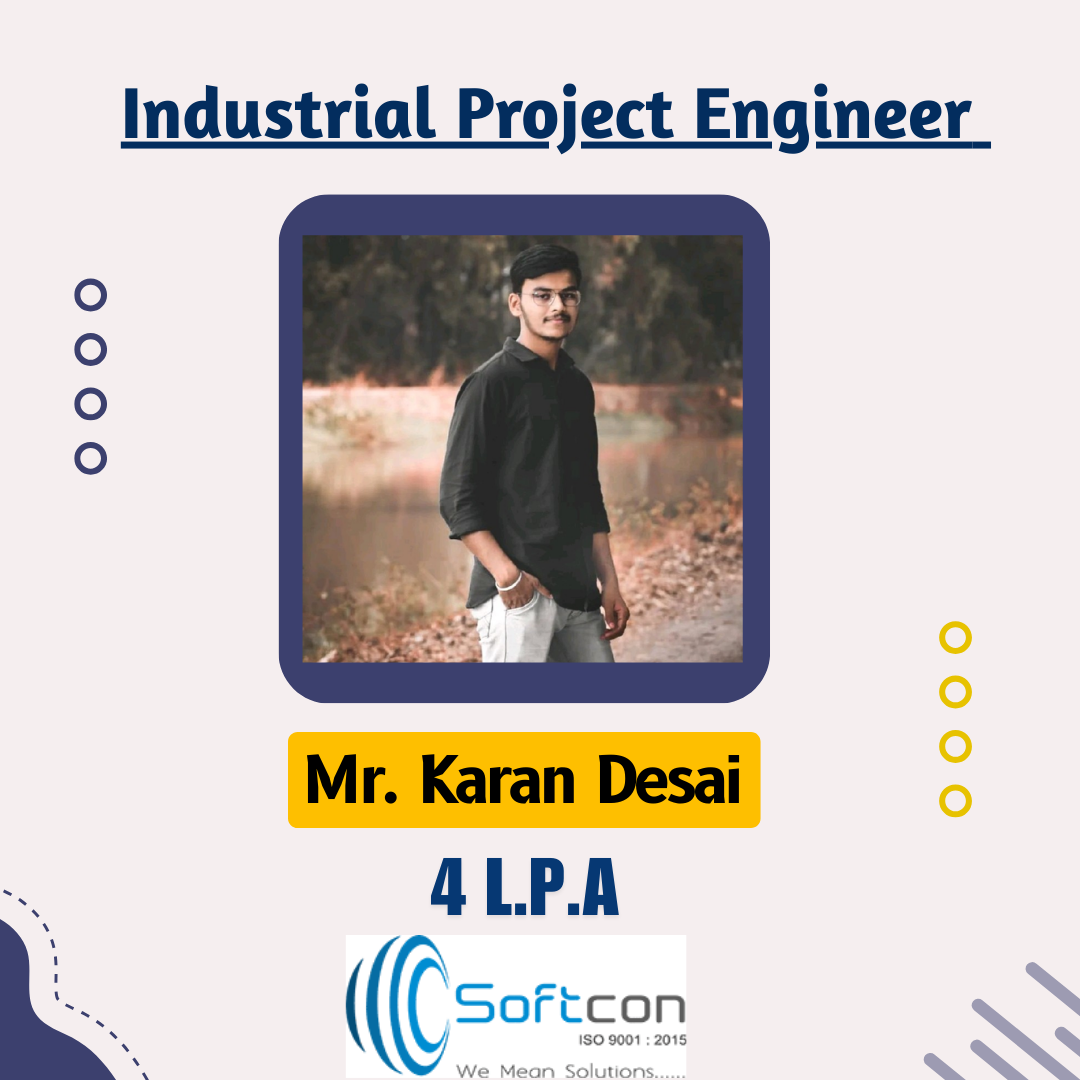 Industrial Project Engineer
Mr. Karan Desai
4 L.P.A
Softcon
ISO 9001 : 2015
We Mean Solutions......